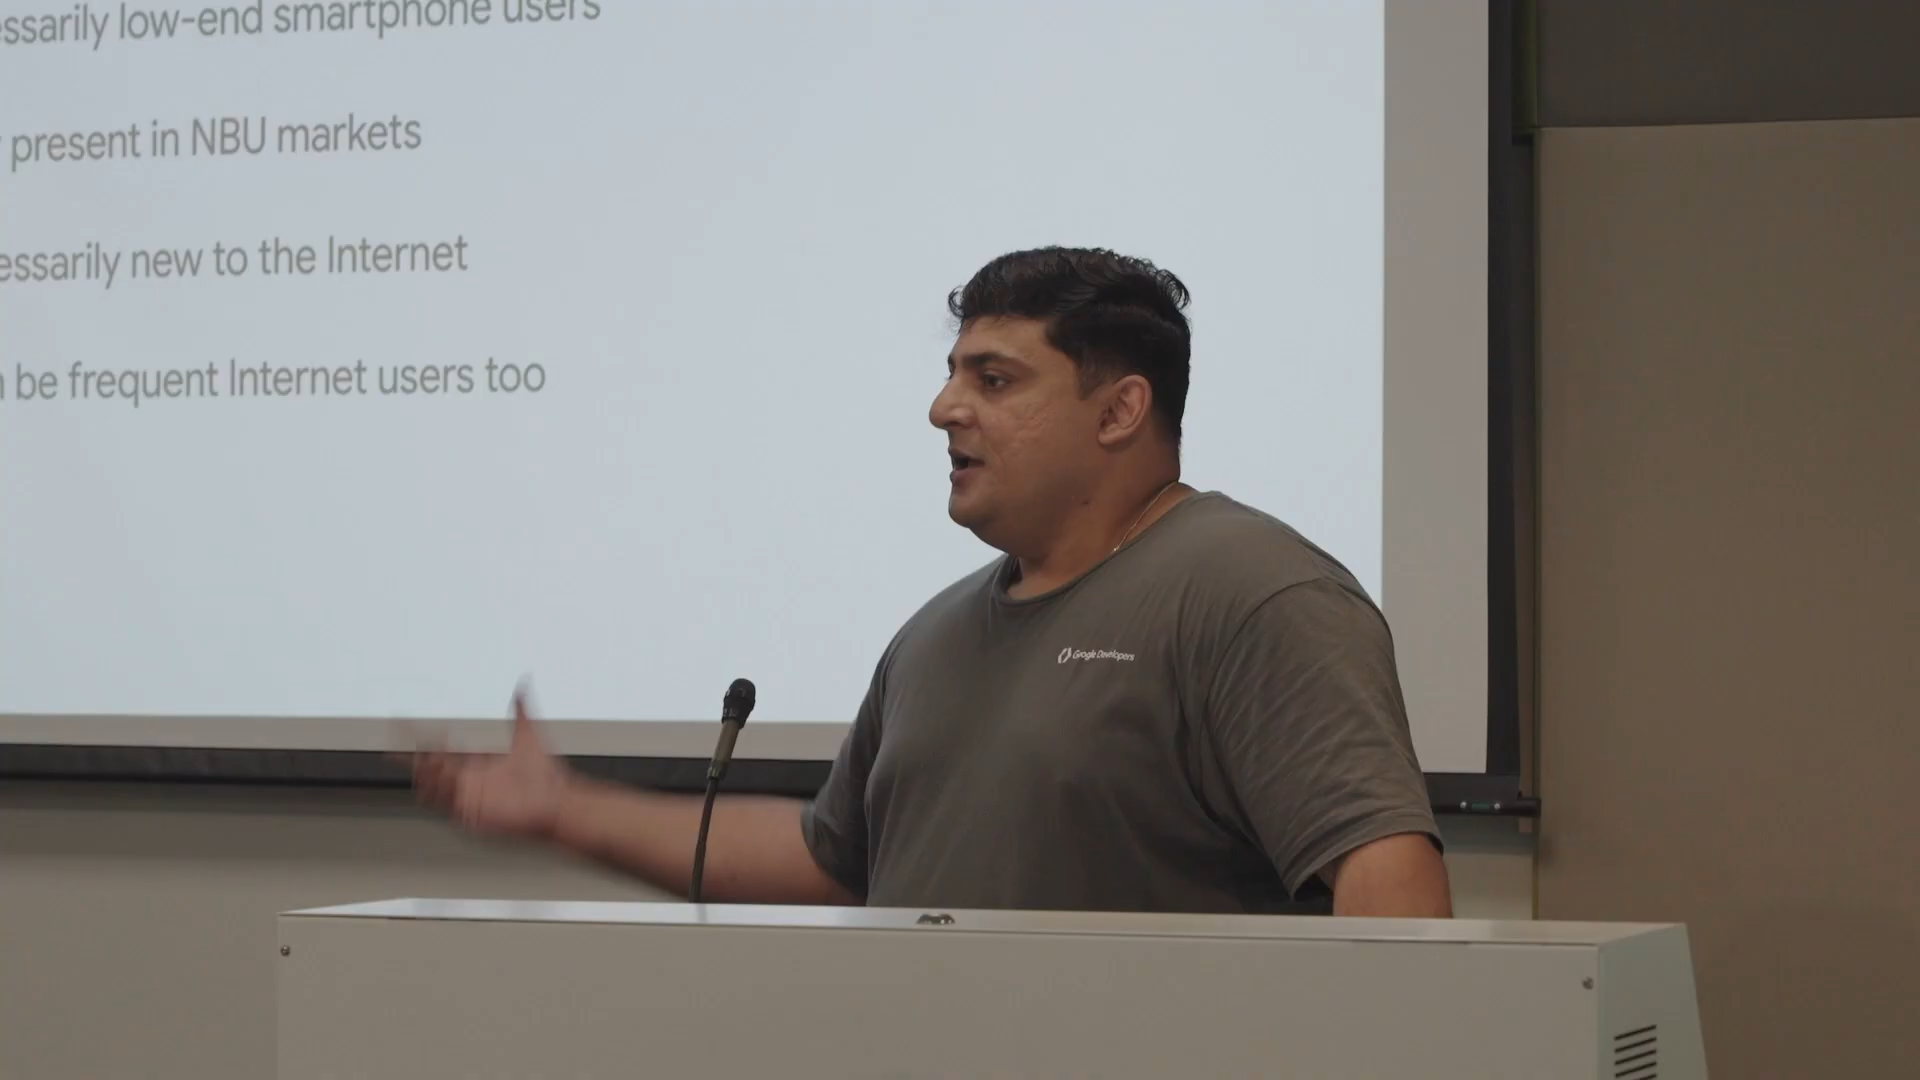 essarily low-end smartphone users
present in NBU markets
essarily new to the Internet
be frequent Internet users too
Google Developers